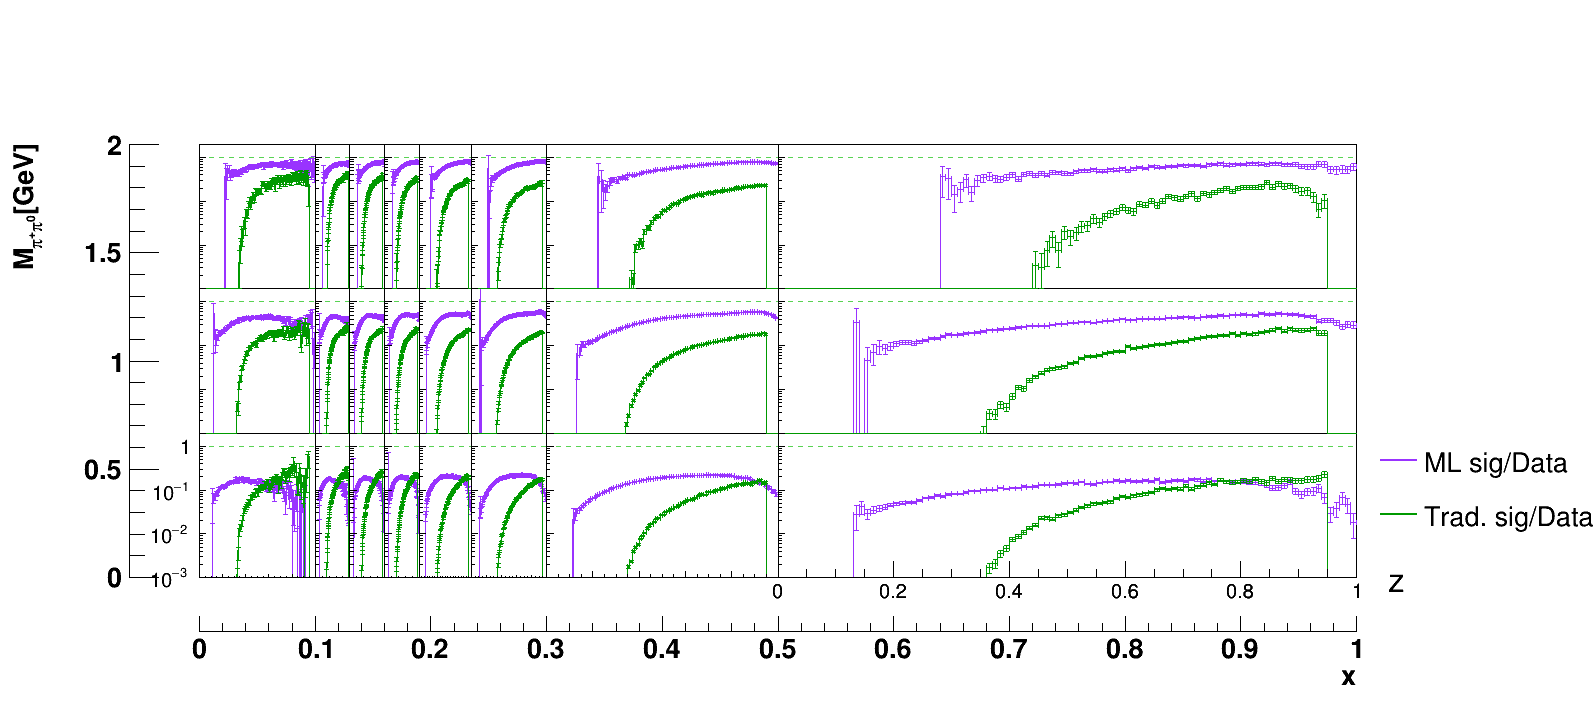 M_{π⁺π⁰}[GeV]
2
1.5
1
0.5
0
1
10⁻¹
10⁻²
10⁻³
ML sig/Data
Trad. sig/Data
0 0.2 0.4 0.6 0.8 1 z
0 0.1 0.2 0.3 0.4 0.5 0.6 0.7 0.8 0.9 1
x